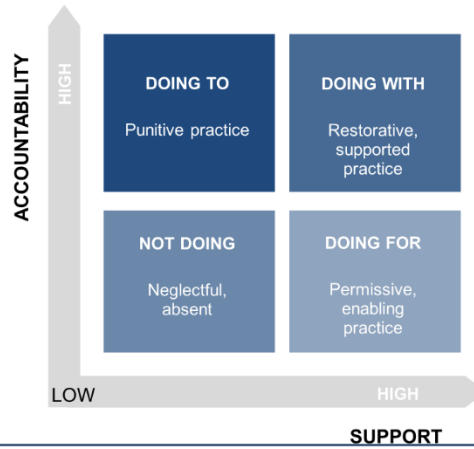 ACCOUNTABILITY
HIGH
DOING TO
Punitive practice
DOING WITH
Restorative,
supported
practice
NOT DOING
Neglectful,
absent
DOING FOR
Permissive,
enabling
practice
LOW
HIGH
SUPPORT